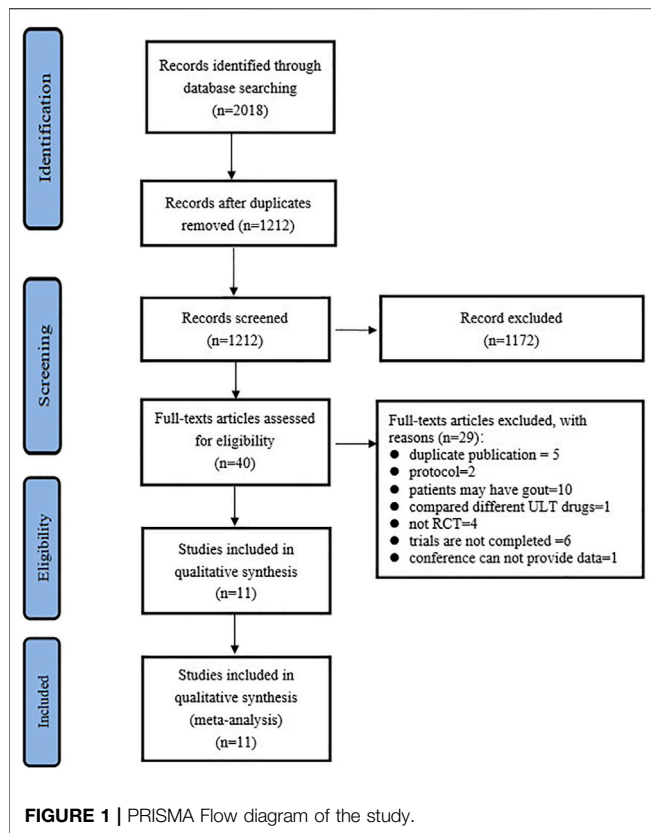 Identification
Records identified through
database searching
(n=2018)
Records after duplicates
removed (n=1212)
Screening
Records screened
(n=1212)
Record excluded
(n=1172)
Full-texts articles assessed
for eligibility
(n=40)
Full-texts articles excluded, with
reasons (n=29):
● duplicate publication = 5
● protocol=2
● patients may have gout=10
● compared different ULT drugs=1
● not RCT=4
● trials are not completed =6
● conference can not provide data=1
Eligibility
Studies included in
qualitative synthesis
(n=11)
Included
Studies included in
qualitative synthesis
(meta-analysis)
(n=11)
FIGURE 1 | PRISMA Flow diagram of the study.